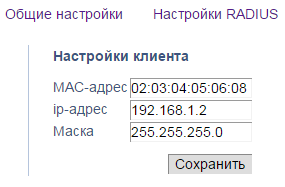 Общие настройки Настройки RADIUS
Настройки клиента
MAC-адрес 02:03:04:05:06:08
ip-адрес 192.168.1.2
Маска 255.255.255.0
Сохранить